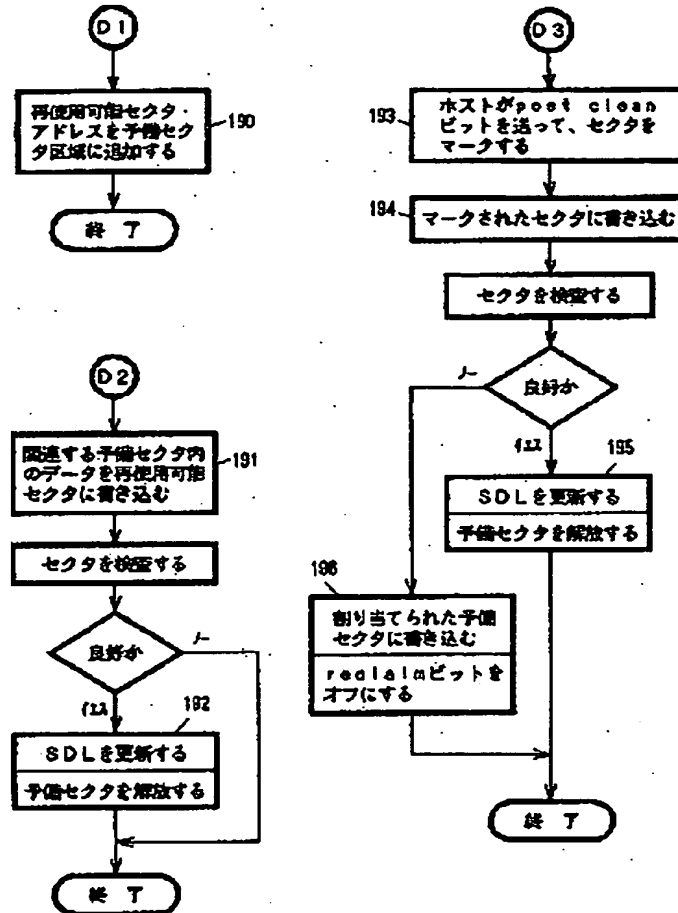 D1
再使用可能セクタ・
アドレスを予備セク
タ区域に追加する
190
終 了
D2
関連する予備セクタ内
のデータを再使用可能
セクタに書き込む
191
セクタを検査する
良好か
ノー
イエス
192
SDLを更新する
予備セクタを解放する
終 了
D3
193
ホストがpost clean
ビットを送って、セクタを
マークする
194
マークされたセクタに書き込む
セクタを検査する
良好か
ノー
イエス
195
SDLを更新する
予備セクタを解放する
196
割り当てられた予備
セクタに書き込む
reclaimビットを
オフにする
終 了